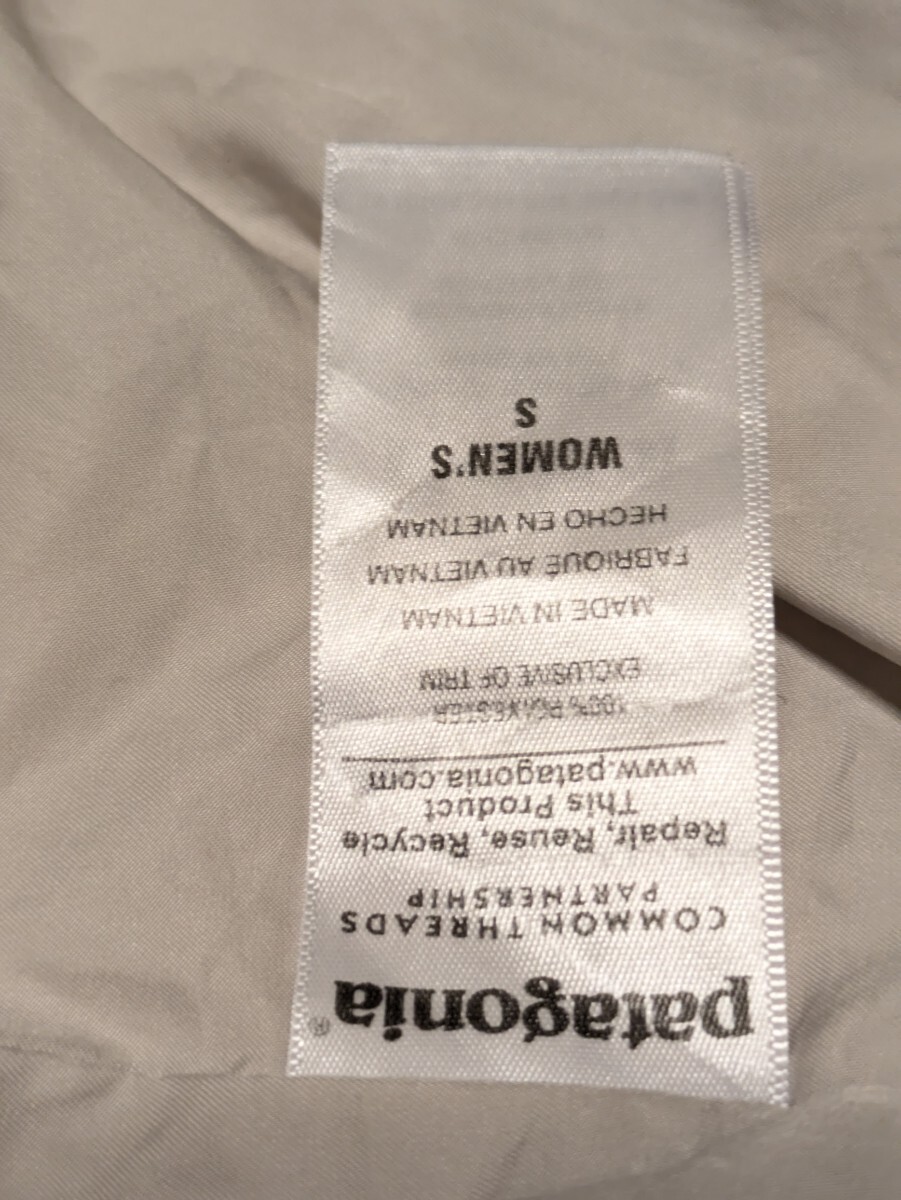 patagonia®
COMMON THREADS
PARTNERSHIP
Repair, Reuse, Recycle
This Product
www.patagonia.com
100% POLYESTER
EXCLUSIVE OF TRIM
MADE IN VIETNAM
FABRIQUÉ AU VIETNAM
HECHO EN VIETNAM
WOMEN'S
S